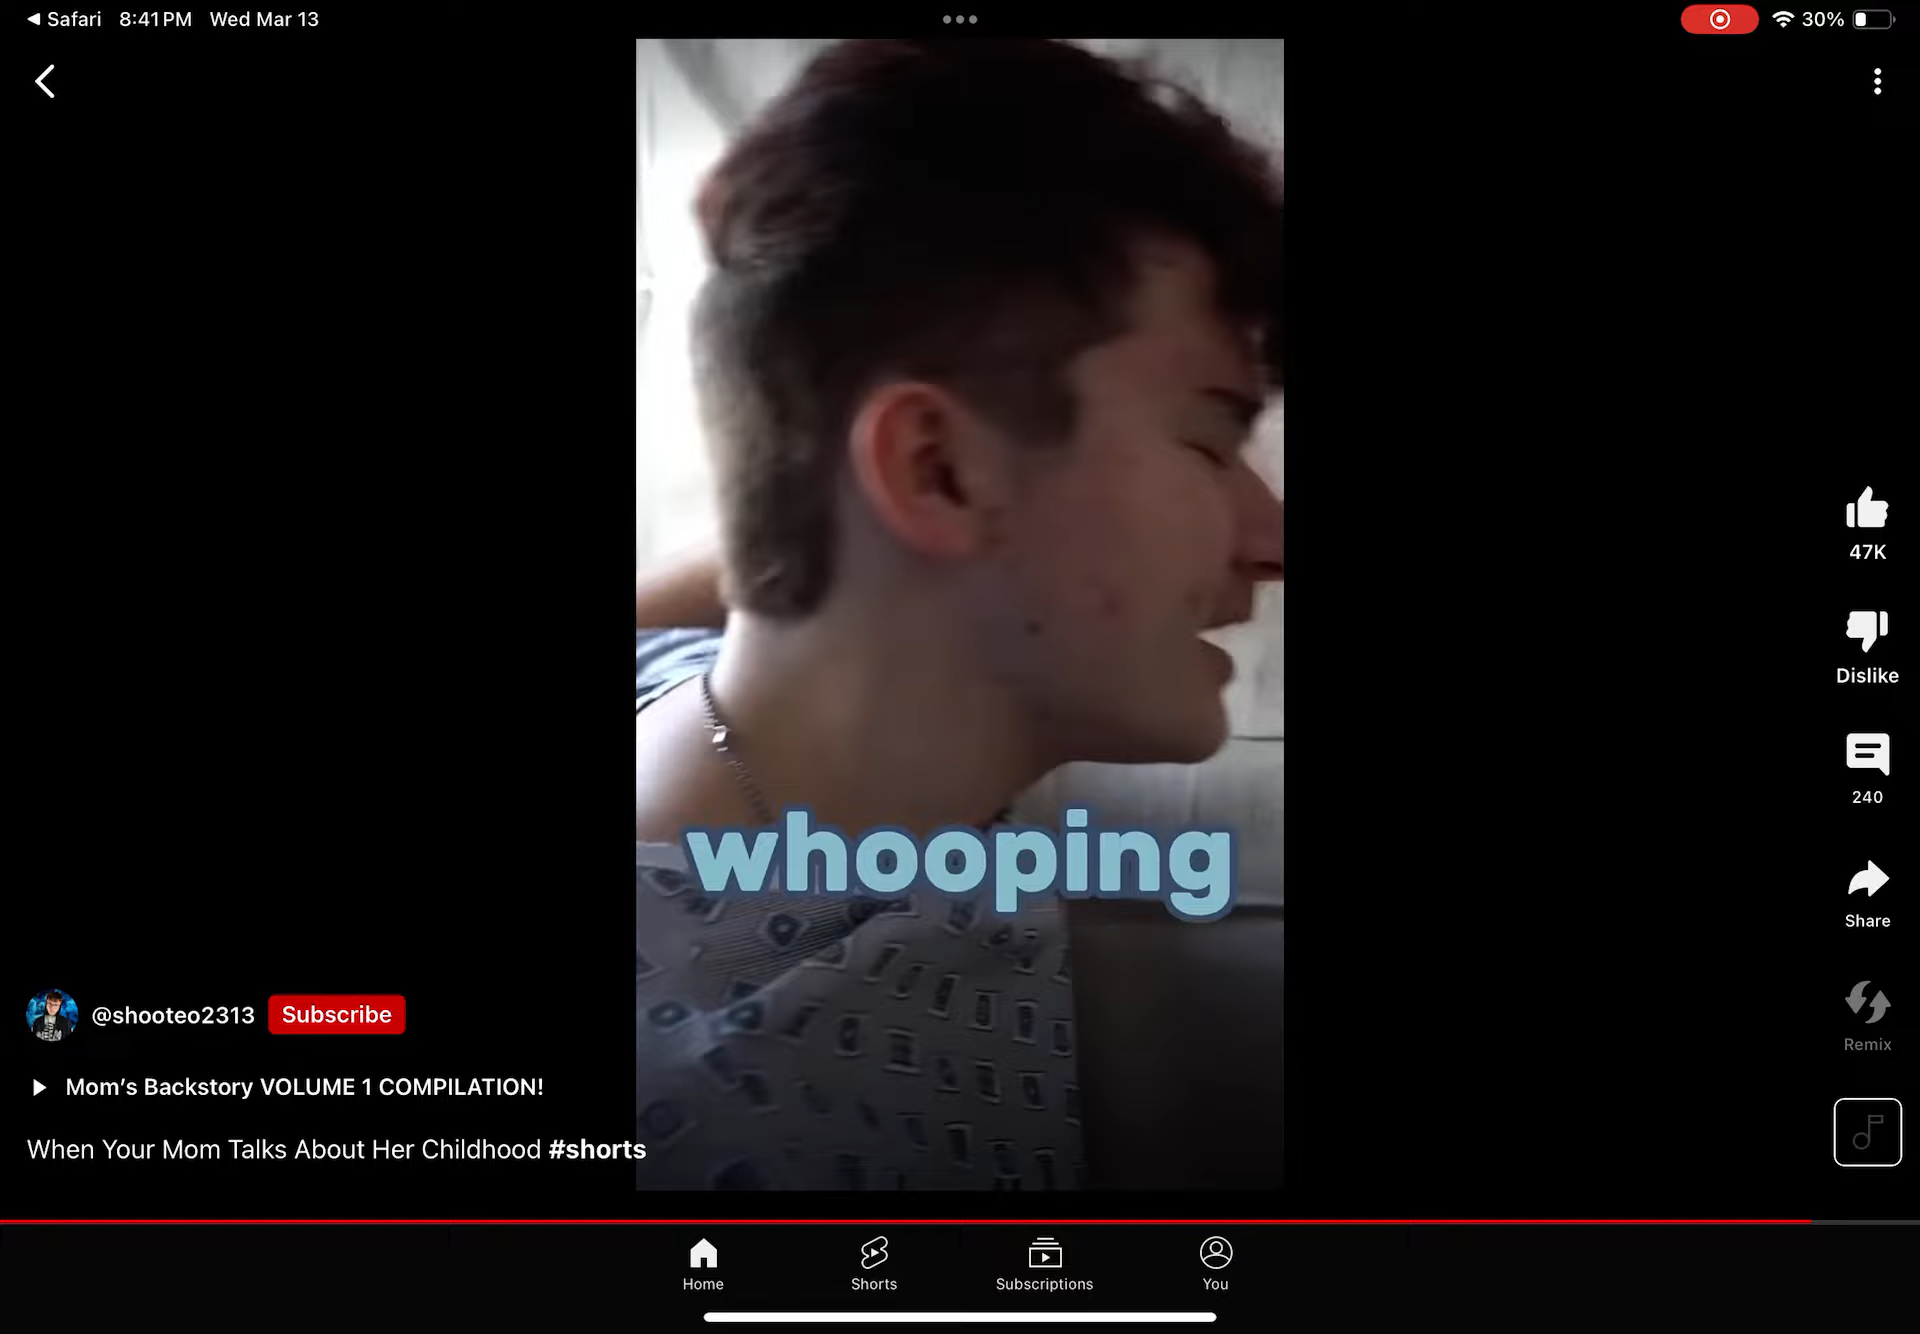 Safari 8:41 PM Wed Mar 13
30%
whooping
47K
Dislike
240
Share
Remix
@shooteo2313 Subscribe
Mom's Backstory VOLUME 1 COMPILATION!
When Your Mom Talks About Her Childhood #shorts
Home Shorts Subscriptions You